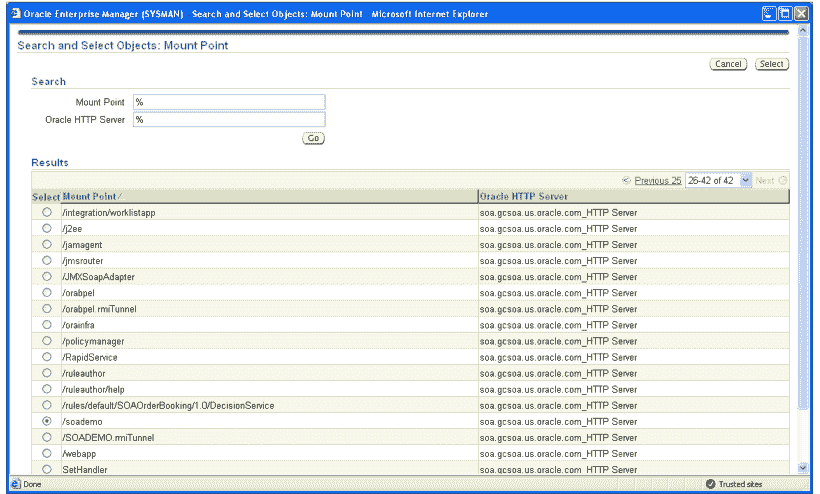 Oracle Enterprise Manager (SYSMAN) Search and Select Objects: Mount Point Microsoft Internet Explorer
Search and Select Objects: Mount Point
Cancel Select
Search
Mount Point %
Oracle HTTP Server %
Go
Results
Previous 25 26-42 of 42 Next
Select Mount Point Oracle HTTP Server
/integration/worklistapp soa.gcsoa.us.oracle.com_HTTP Server
/j2ee soa.gcsoa.us.oracle.com_HTTP Server
/jamagent soa.gcsoa.us.oracle.com_HTTP Server
/jmsrouter soa.gcsoa.us.oracle.com_HTTP Server
/JMXSoapAdapter soa.gcsoa.us.oracle.com_HTTP Server
/orabpel soa.gcsoa.us.oracle.com_HTTP Server
/orabpel.rmiTunnel soa.gcsoa.us.oracle.com_HTTP Server
/orainfra soa.gcsoa.us.oracle.com_HTTP Server
/policymanager soa.gcsoa.us.oracle.com_HTTP Server
/RapidService soa.gcsoa.us.oracle.com_HTTP Server
/ruleauthor soa.gcsoa.us.oracle.com_HTTP Server
/ruleauthor/help soa.gcsoa.us.oracle.com_HTTP Server
/rules/default/SOAOrderBooking/1.0/DecisionService soa.gcsoa.us.oracle.com_HTTP Server
/soademo soa.gcsoa.us.oracle.com_HTTP Server
/SOADEMO.rmiTunnel soa.gcsoa.us.oracle.com_HTTP Server
/webapp soa.gcsoa.us.oracle.com_HTTP Server
SetHandler soa.gcsoa.us.oracle.com_HTTP Server
Done Trusted sites